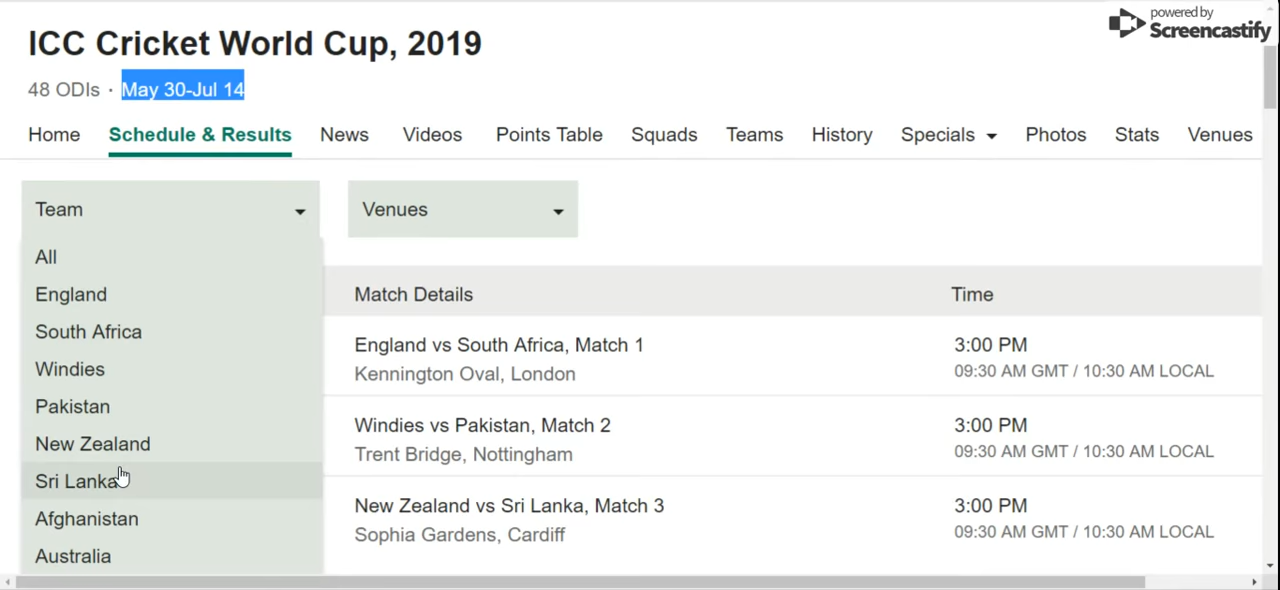 powered by
Screencastify
ICC Cricket World Cup, 2019
48 ODIs · May 30-Jul 14
Home Schedule & Results News Videos Points Table Squads Teams History Specials Photos Stats Venues
Team Venues
All
England
South Africa
Windies
Pakistan
New Zealand
Sri Lanka
Afghanistan
Australia
Match Details Time
England vs South Africa, Match 1 3:00 PM
Kennington Oval, London 09:30 AM GMT / 10:30 AM LOCAL
Windies vs Pakistan, Match 2 3:00 PM
Trent Bridge, Nottingham 09:30 AM GMT / 10:30 AM LOCAL
New Zealand vs Sri Lanka, Match 3 3:00 PM
Sophia Gardens, Cardiff 09:30 AM GMT / 10:30 AM LOCAL